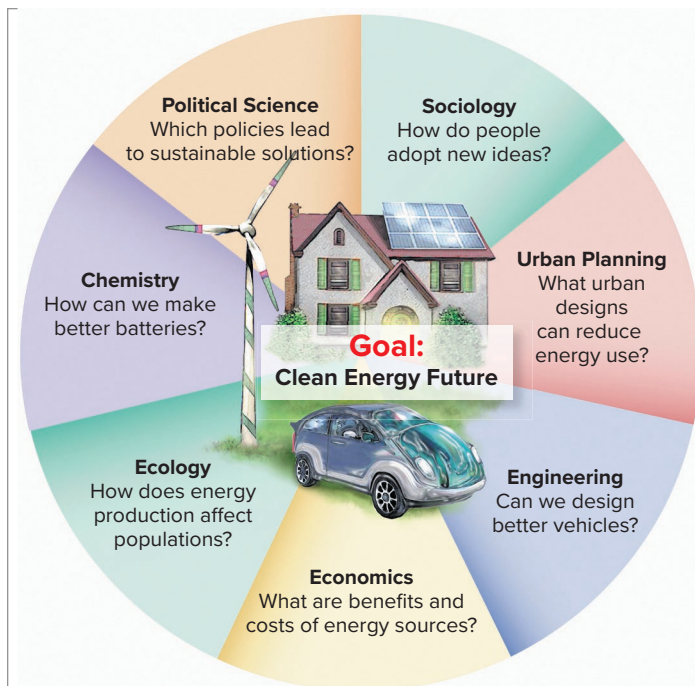 Political Science
Which policies lead
to sustainable solutions?
Sociology
How do people
adopt new ideas?
Urban Planning
What urban
designs
can reduce
energy use?
Chemistry
How can we make
better batteries?
Goal:
Clean Energy Future
Ecology
How does energy
production affect
populations?
Engineering
Can we design
better vehicles?
Economics
What are benefits and
costs of energy sources?